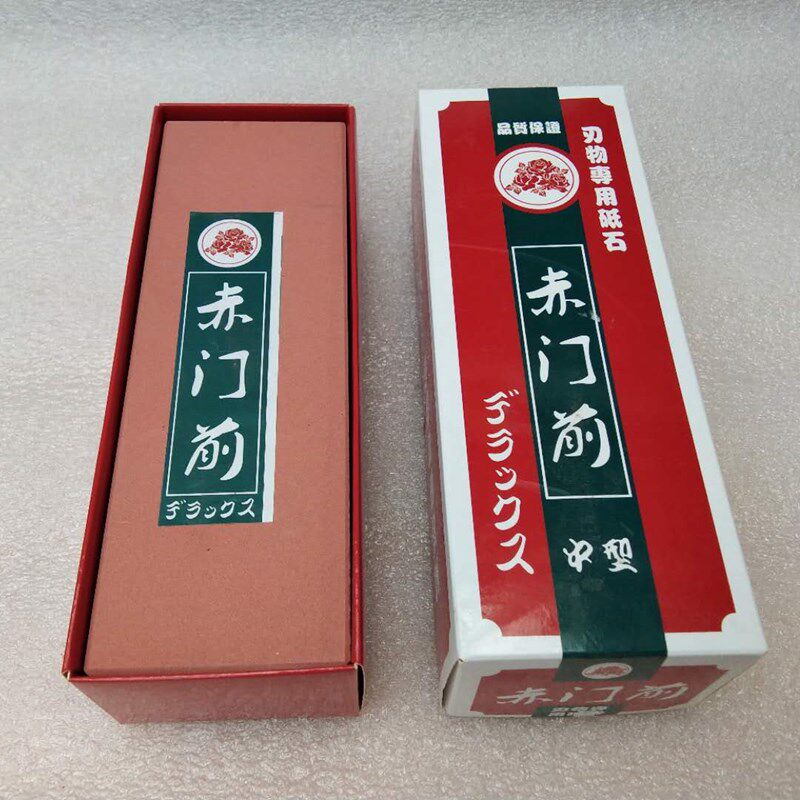 赤门前
デラックス
品質保證
刃物専用砥石
赤门前
デラックス
中型
赤门前